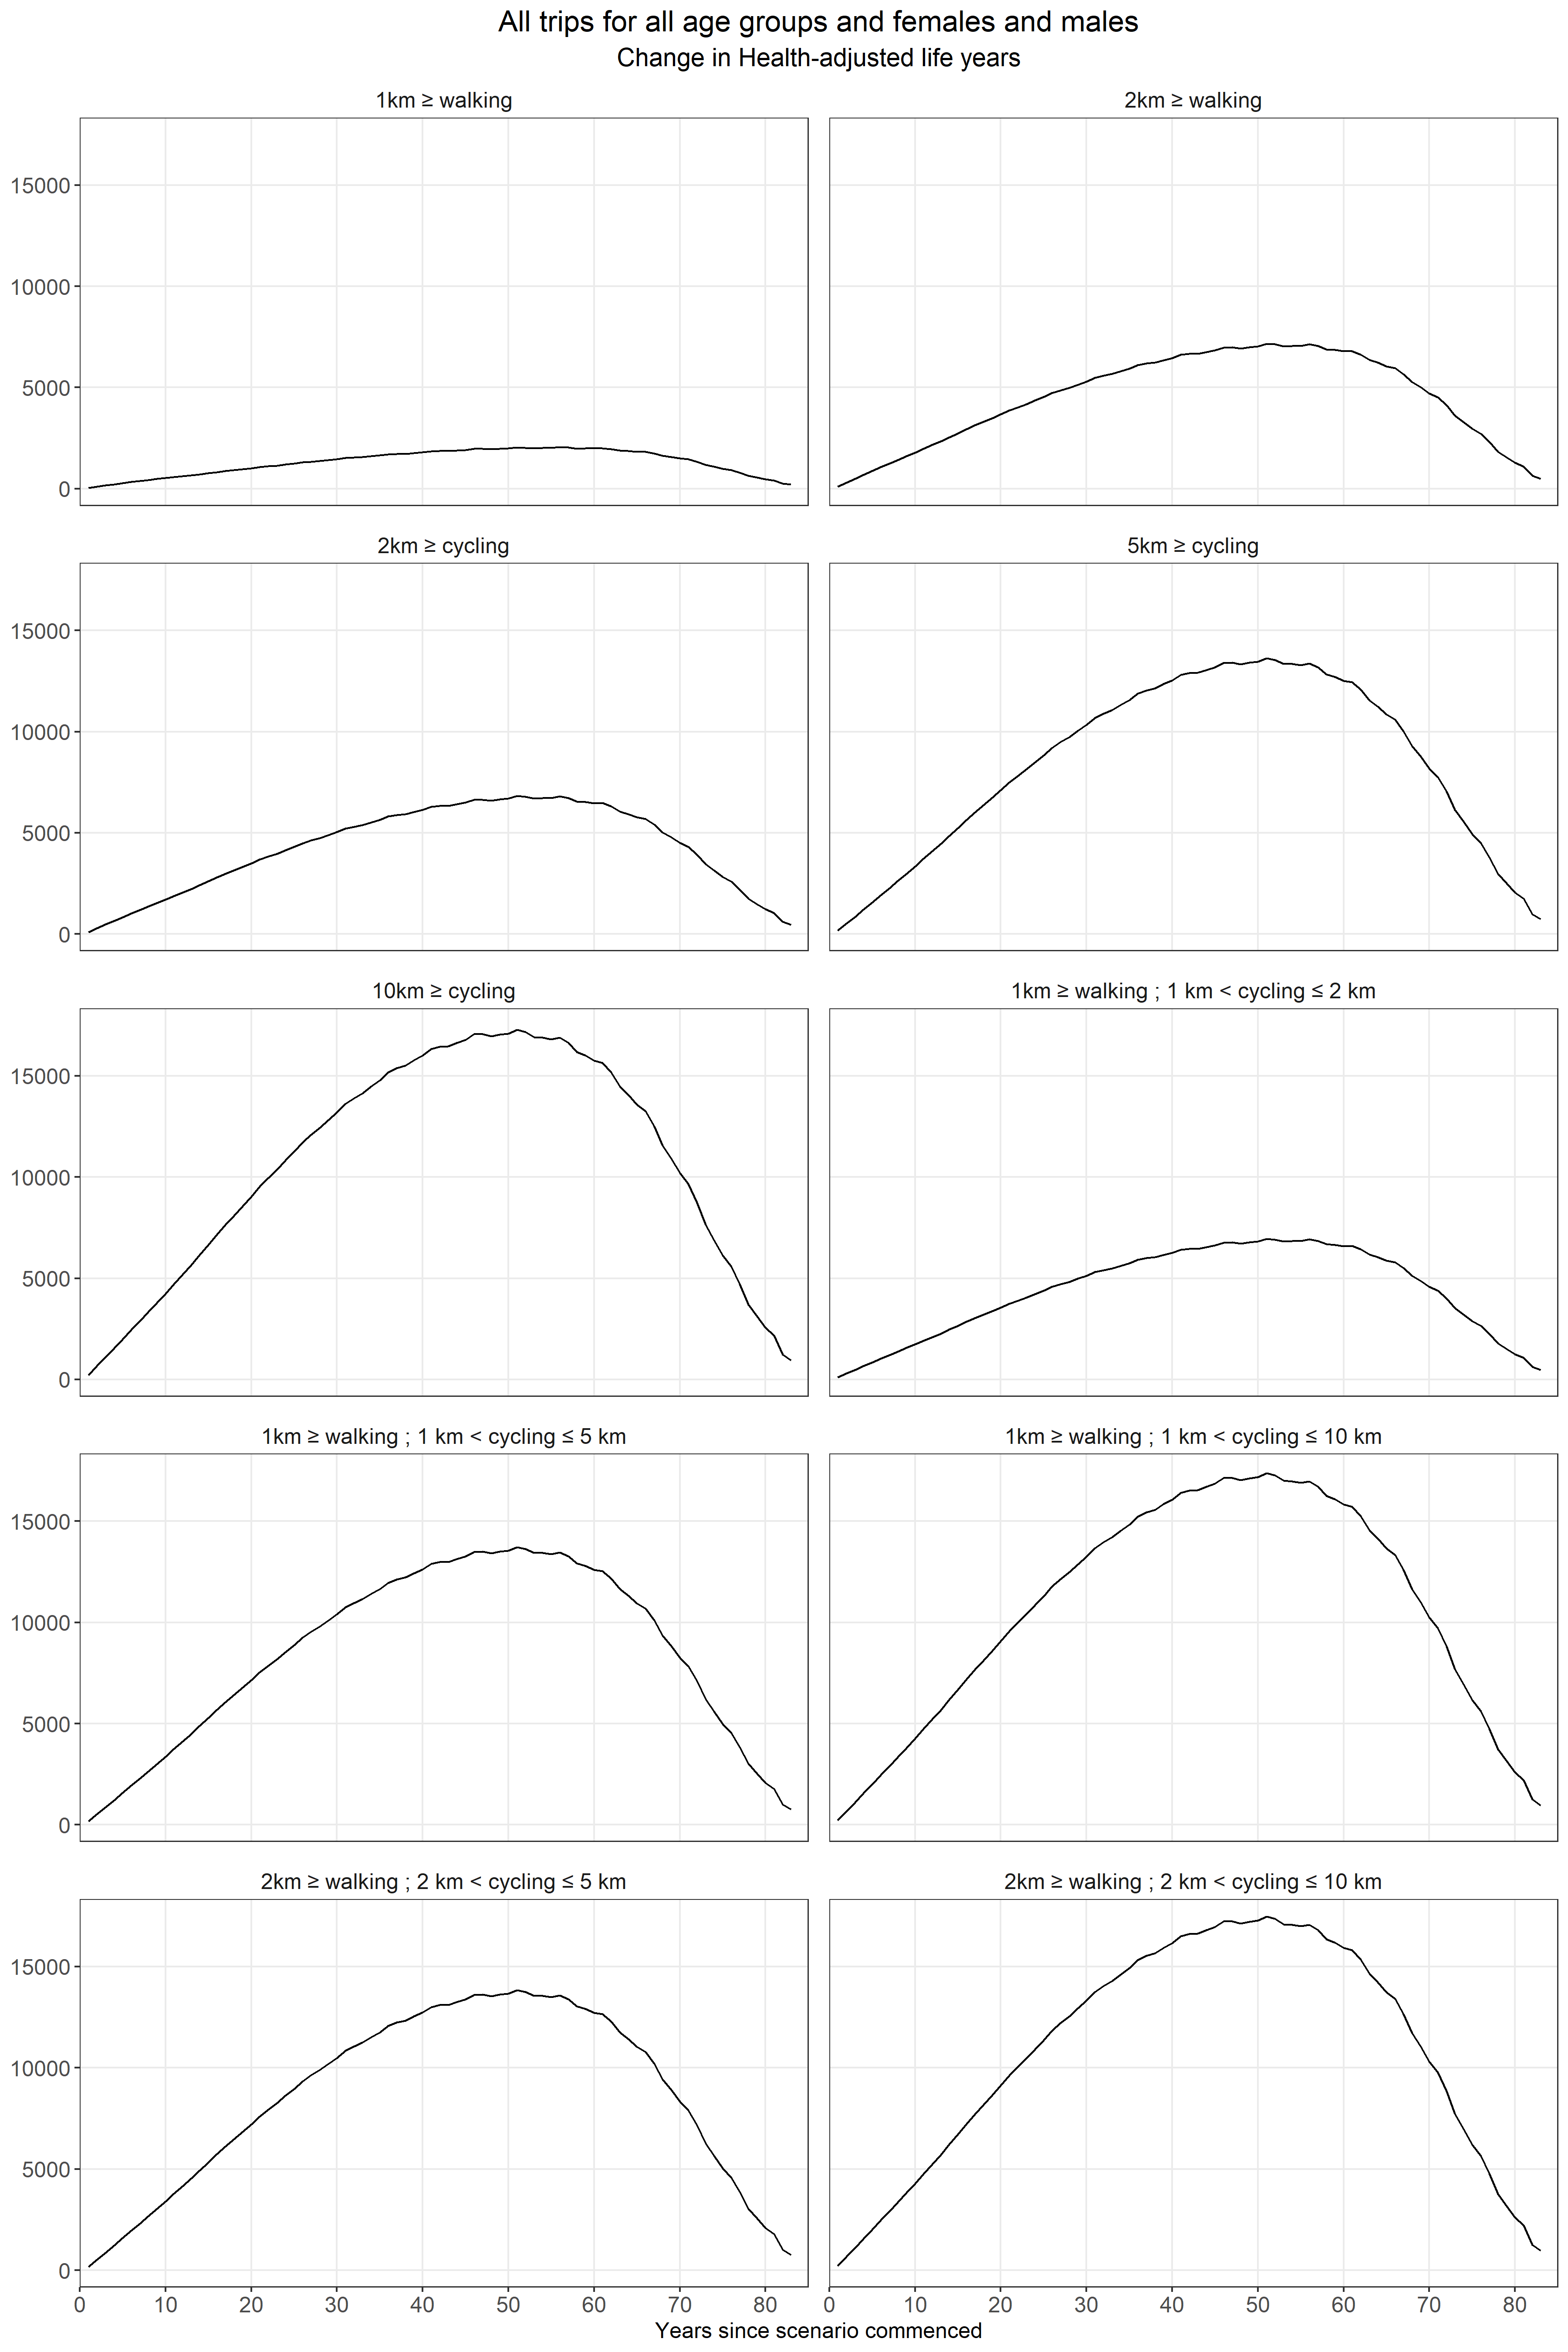 All trips for all age groups and females and males
Change in Health-adjusted life years
1km ≥ walking
2km ≥ walking
15000
10000
5000
0
2km ≥ cycling
5km ≥ cycling
15000
10000
5000
0
10km ≥ cycling
1km ≥ walking ; 1 km < cycling ≤ 2 km
15000
10000
5000
0
1km ≥ walking ; 1 km < cycling ≤ 5 km
1km ≥ walking ; 1 km < cycling ≤ 10 km
15000
10000
5000
0
2km ≥ walking ; 2 km < cycling ≤ 5 km
2km ≥ walking ; 2 km < cycling ≤ 10 km
15000
10000
5000
0
0 10 20 30 40 50 60 70 80
0 10 20 30 40 50 60 70 80
Years since scenario commenced